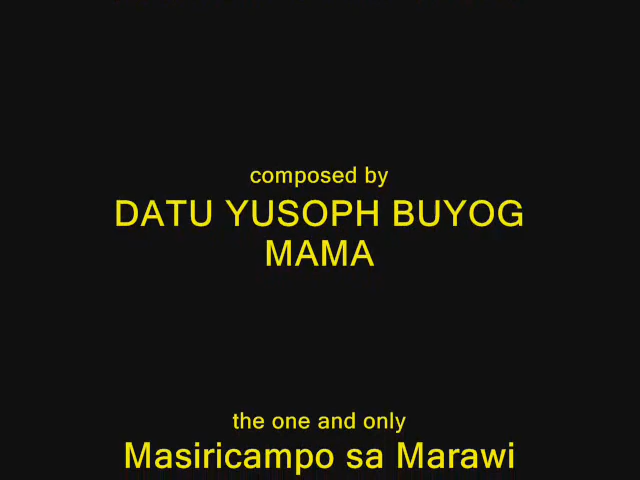 composed by
DATU YUSOPH BUYOG
MAMA
the one and only
Masiricampo sa Marawi